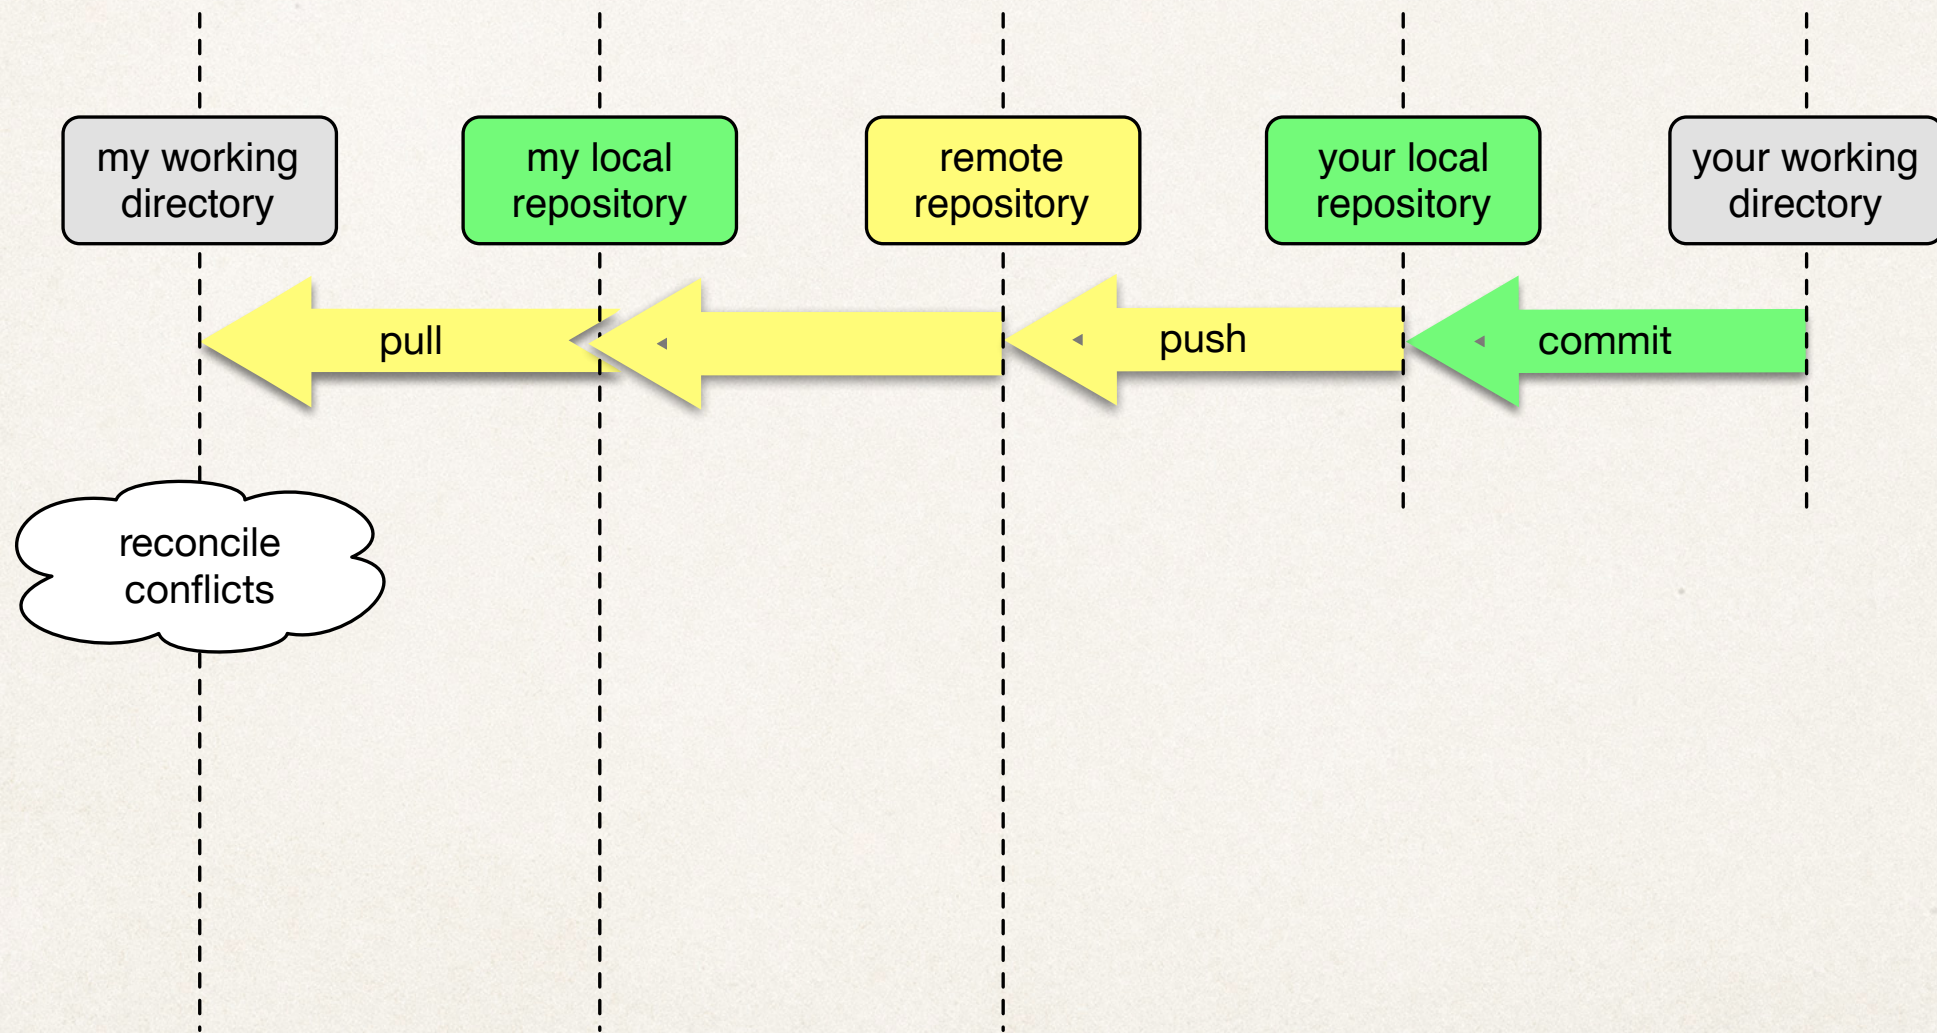 my working
directory
my local
repository
remote
repository
your local
repository
your working
directory
pull
push
commit
reconcile
conflicts